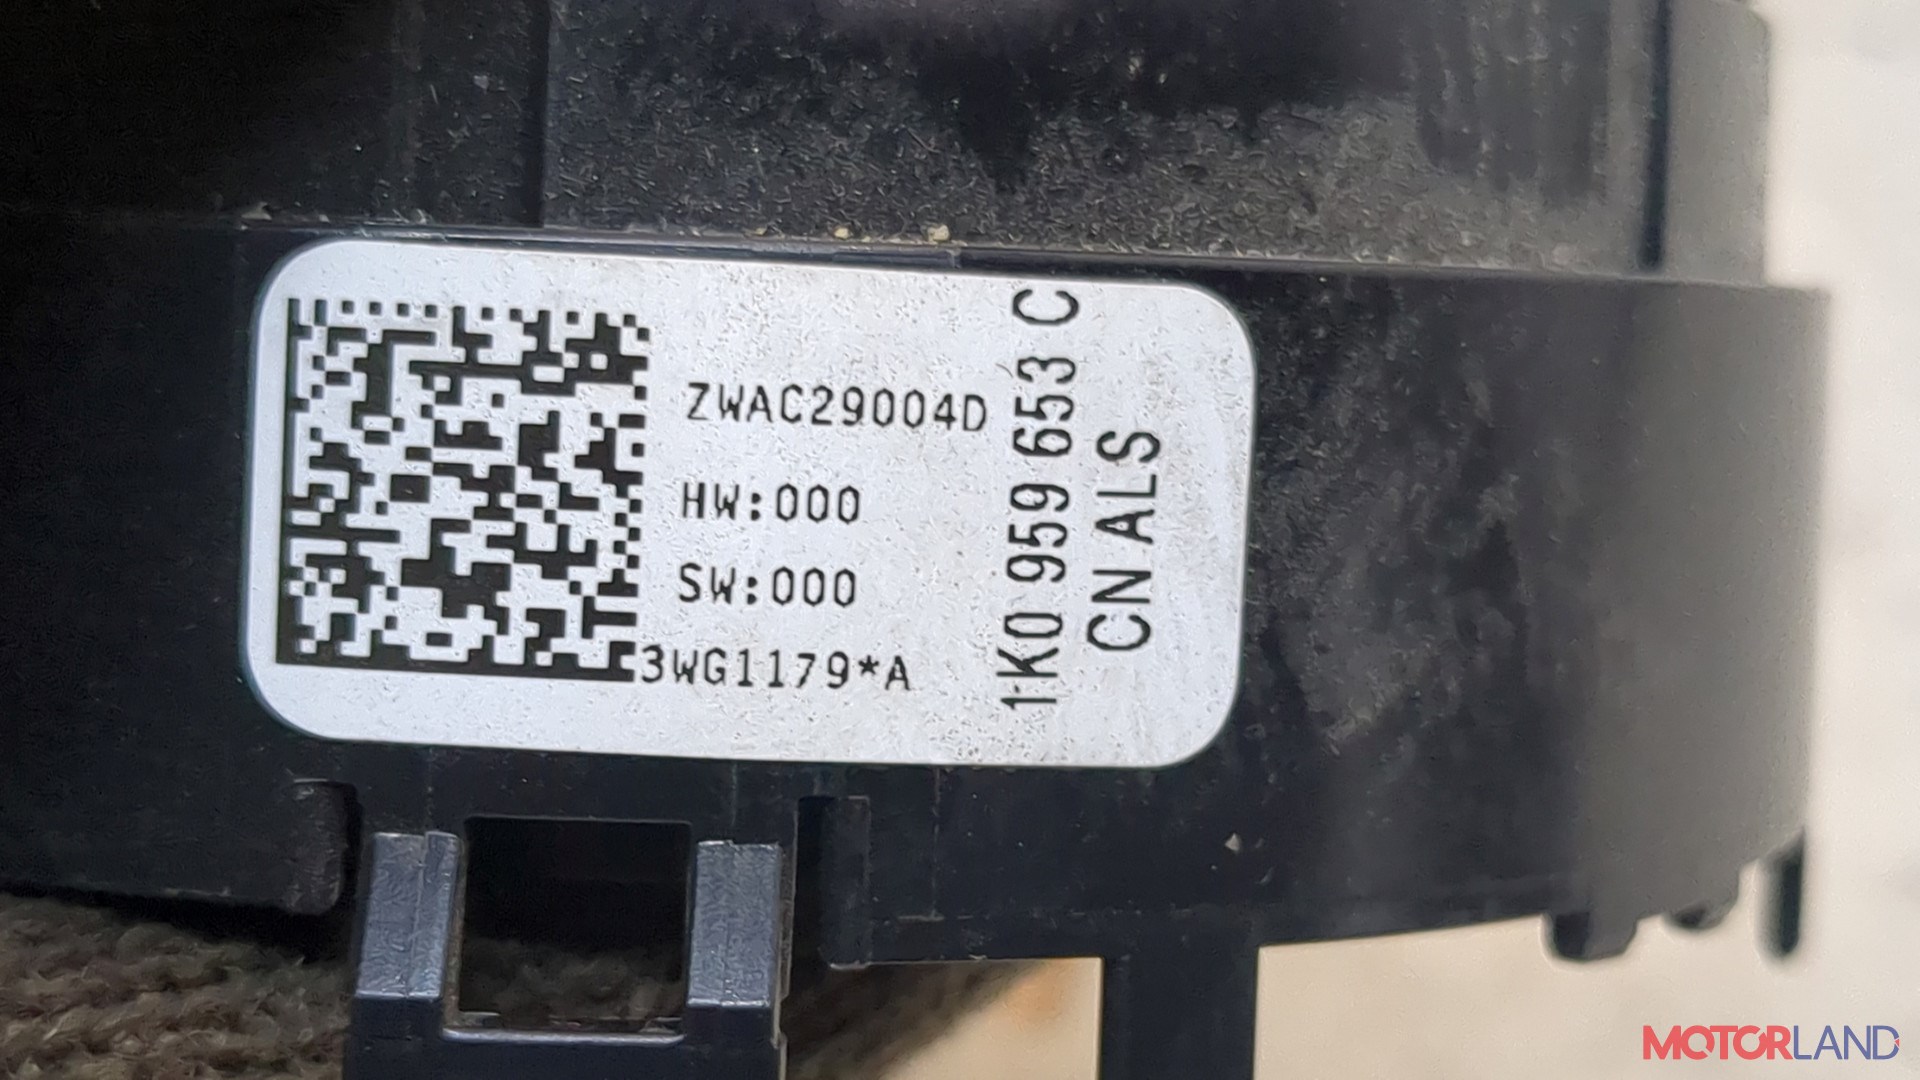 ZWAC29004D
HW:000
SW:000
3WG1179*A
1K0 959 653 C
CN ALS
MOTORLAND